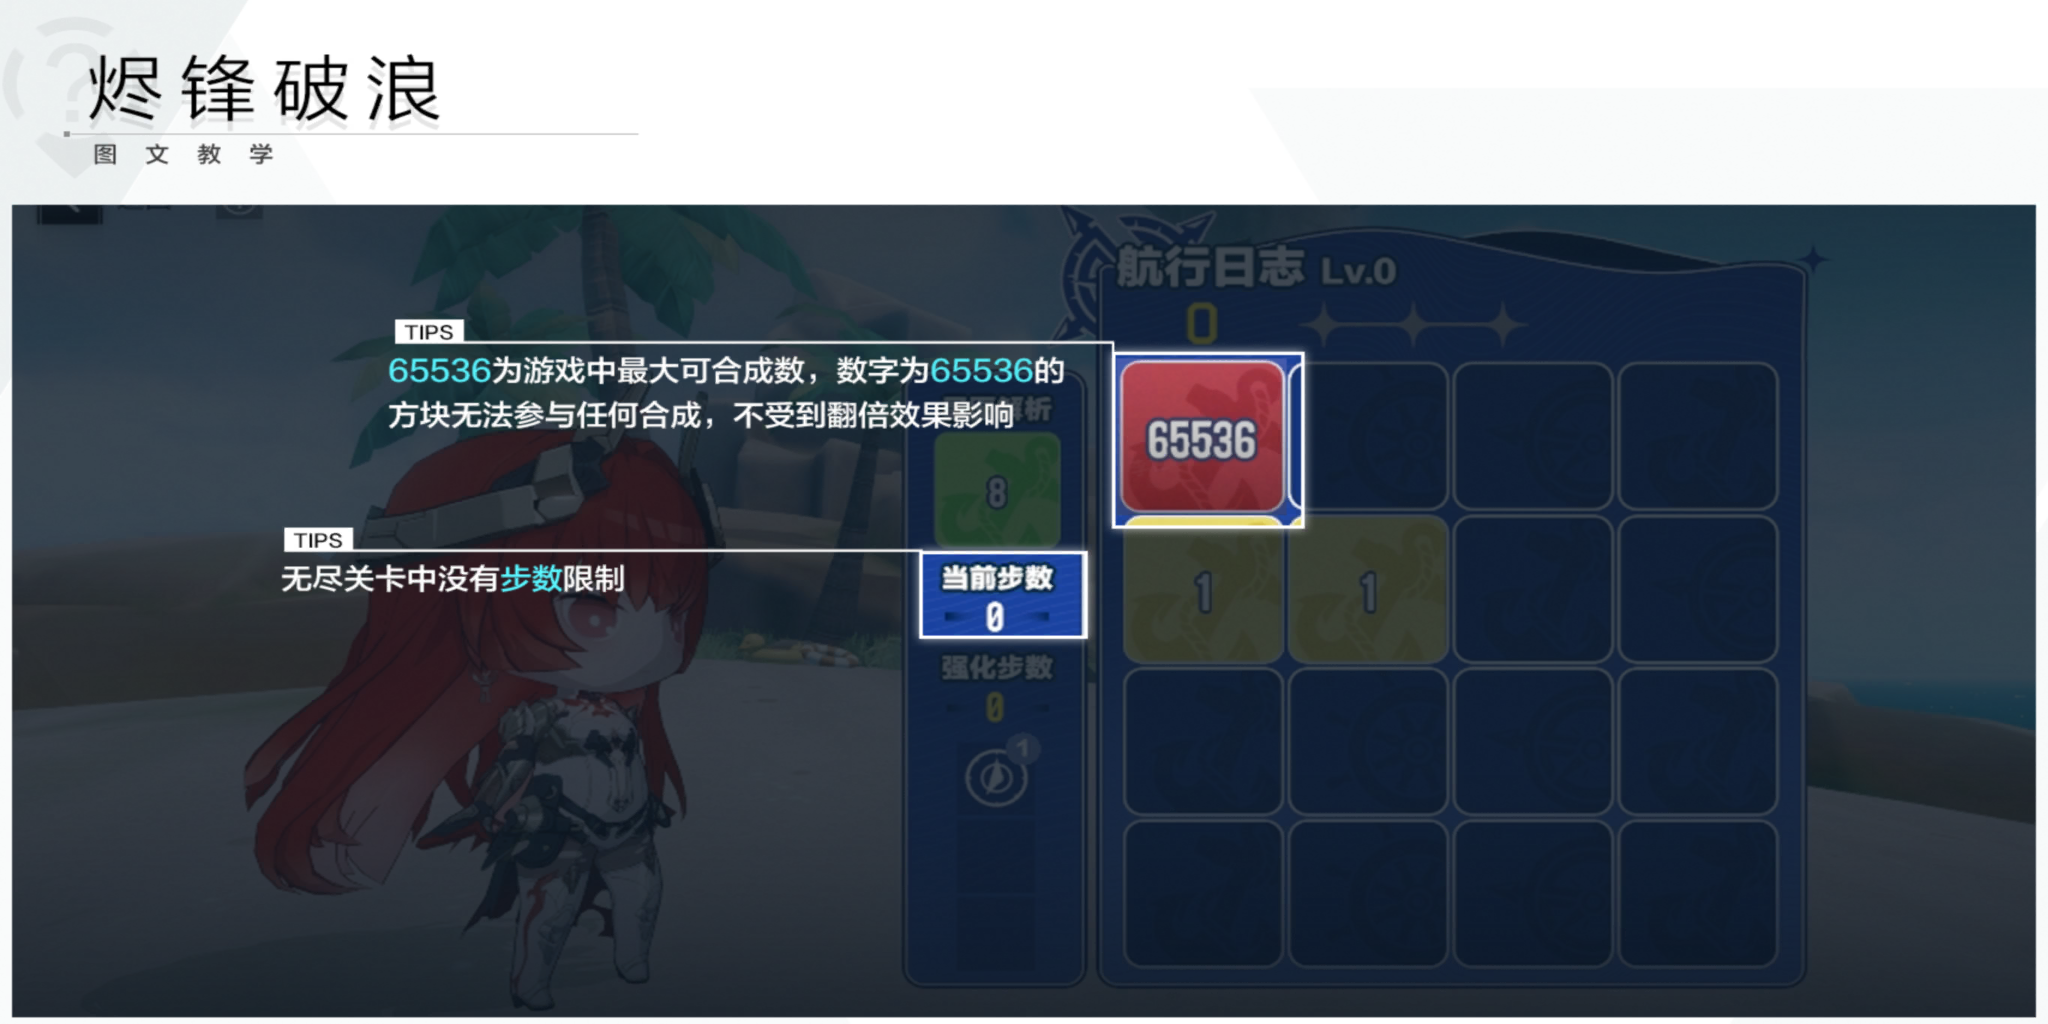 烬锋破浪
图文教学
航行日志 Lv.0
0
TIPS
65536为游戏中最大可合成数，数字为65536的
方块无法参与任何合成，不受到翻倍效果影响
65536
8
TIPS
无尽关卡中没有步数限制
当前步数
0
1
1
强化步数
0
1